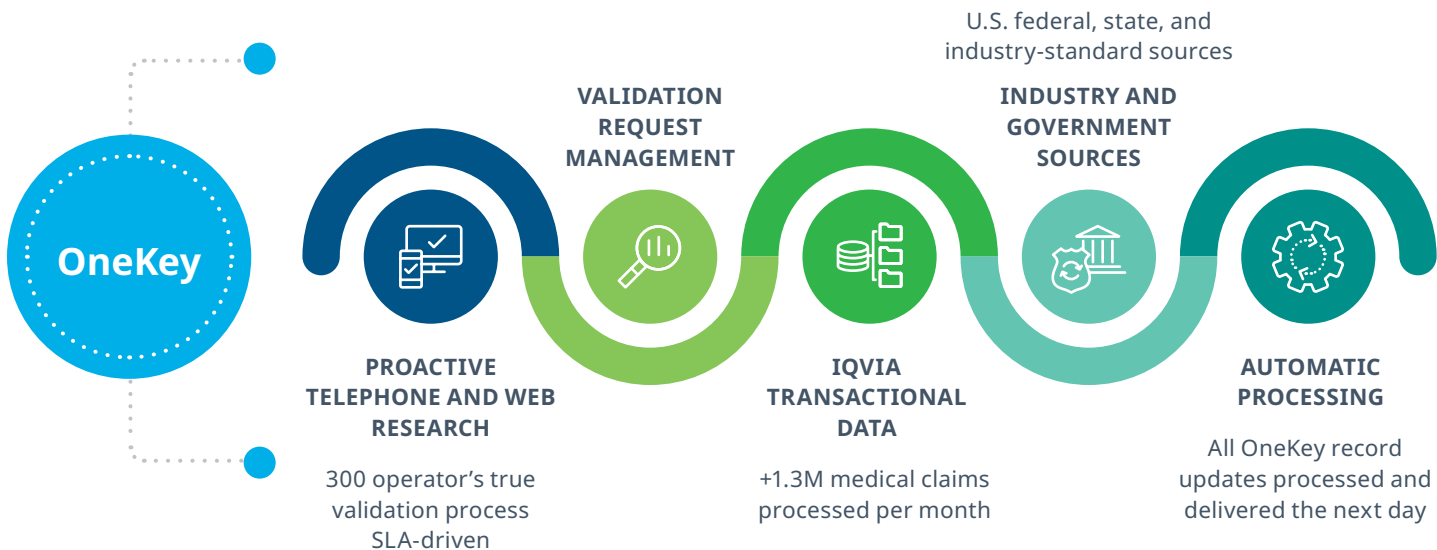 OneKey
PROACTIVE
TELEPHONE AND WEB
RESEARCH
300 operator's true
validation process
SLA-driven
VALIDATION
REQUEST
MANAGEMENT
IQVIA
TRANSACTIONAL
DATA
+1.3M medical claims
processed per month
U.S. federal, state, and
industry-standard sources
INDUSTRY AND
GOVERNMENT
SOURCES
AUTOMATIC
PROCESSING
All OneKey record
updates processed and
delivered the next day